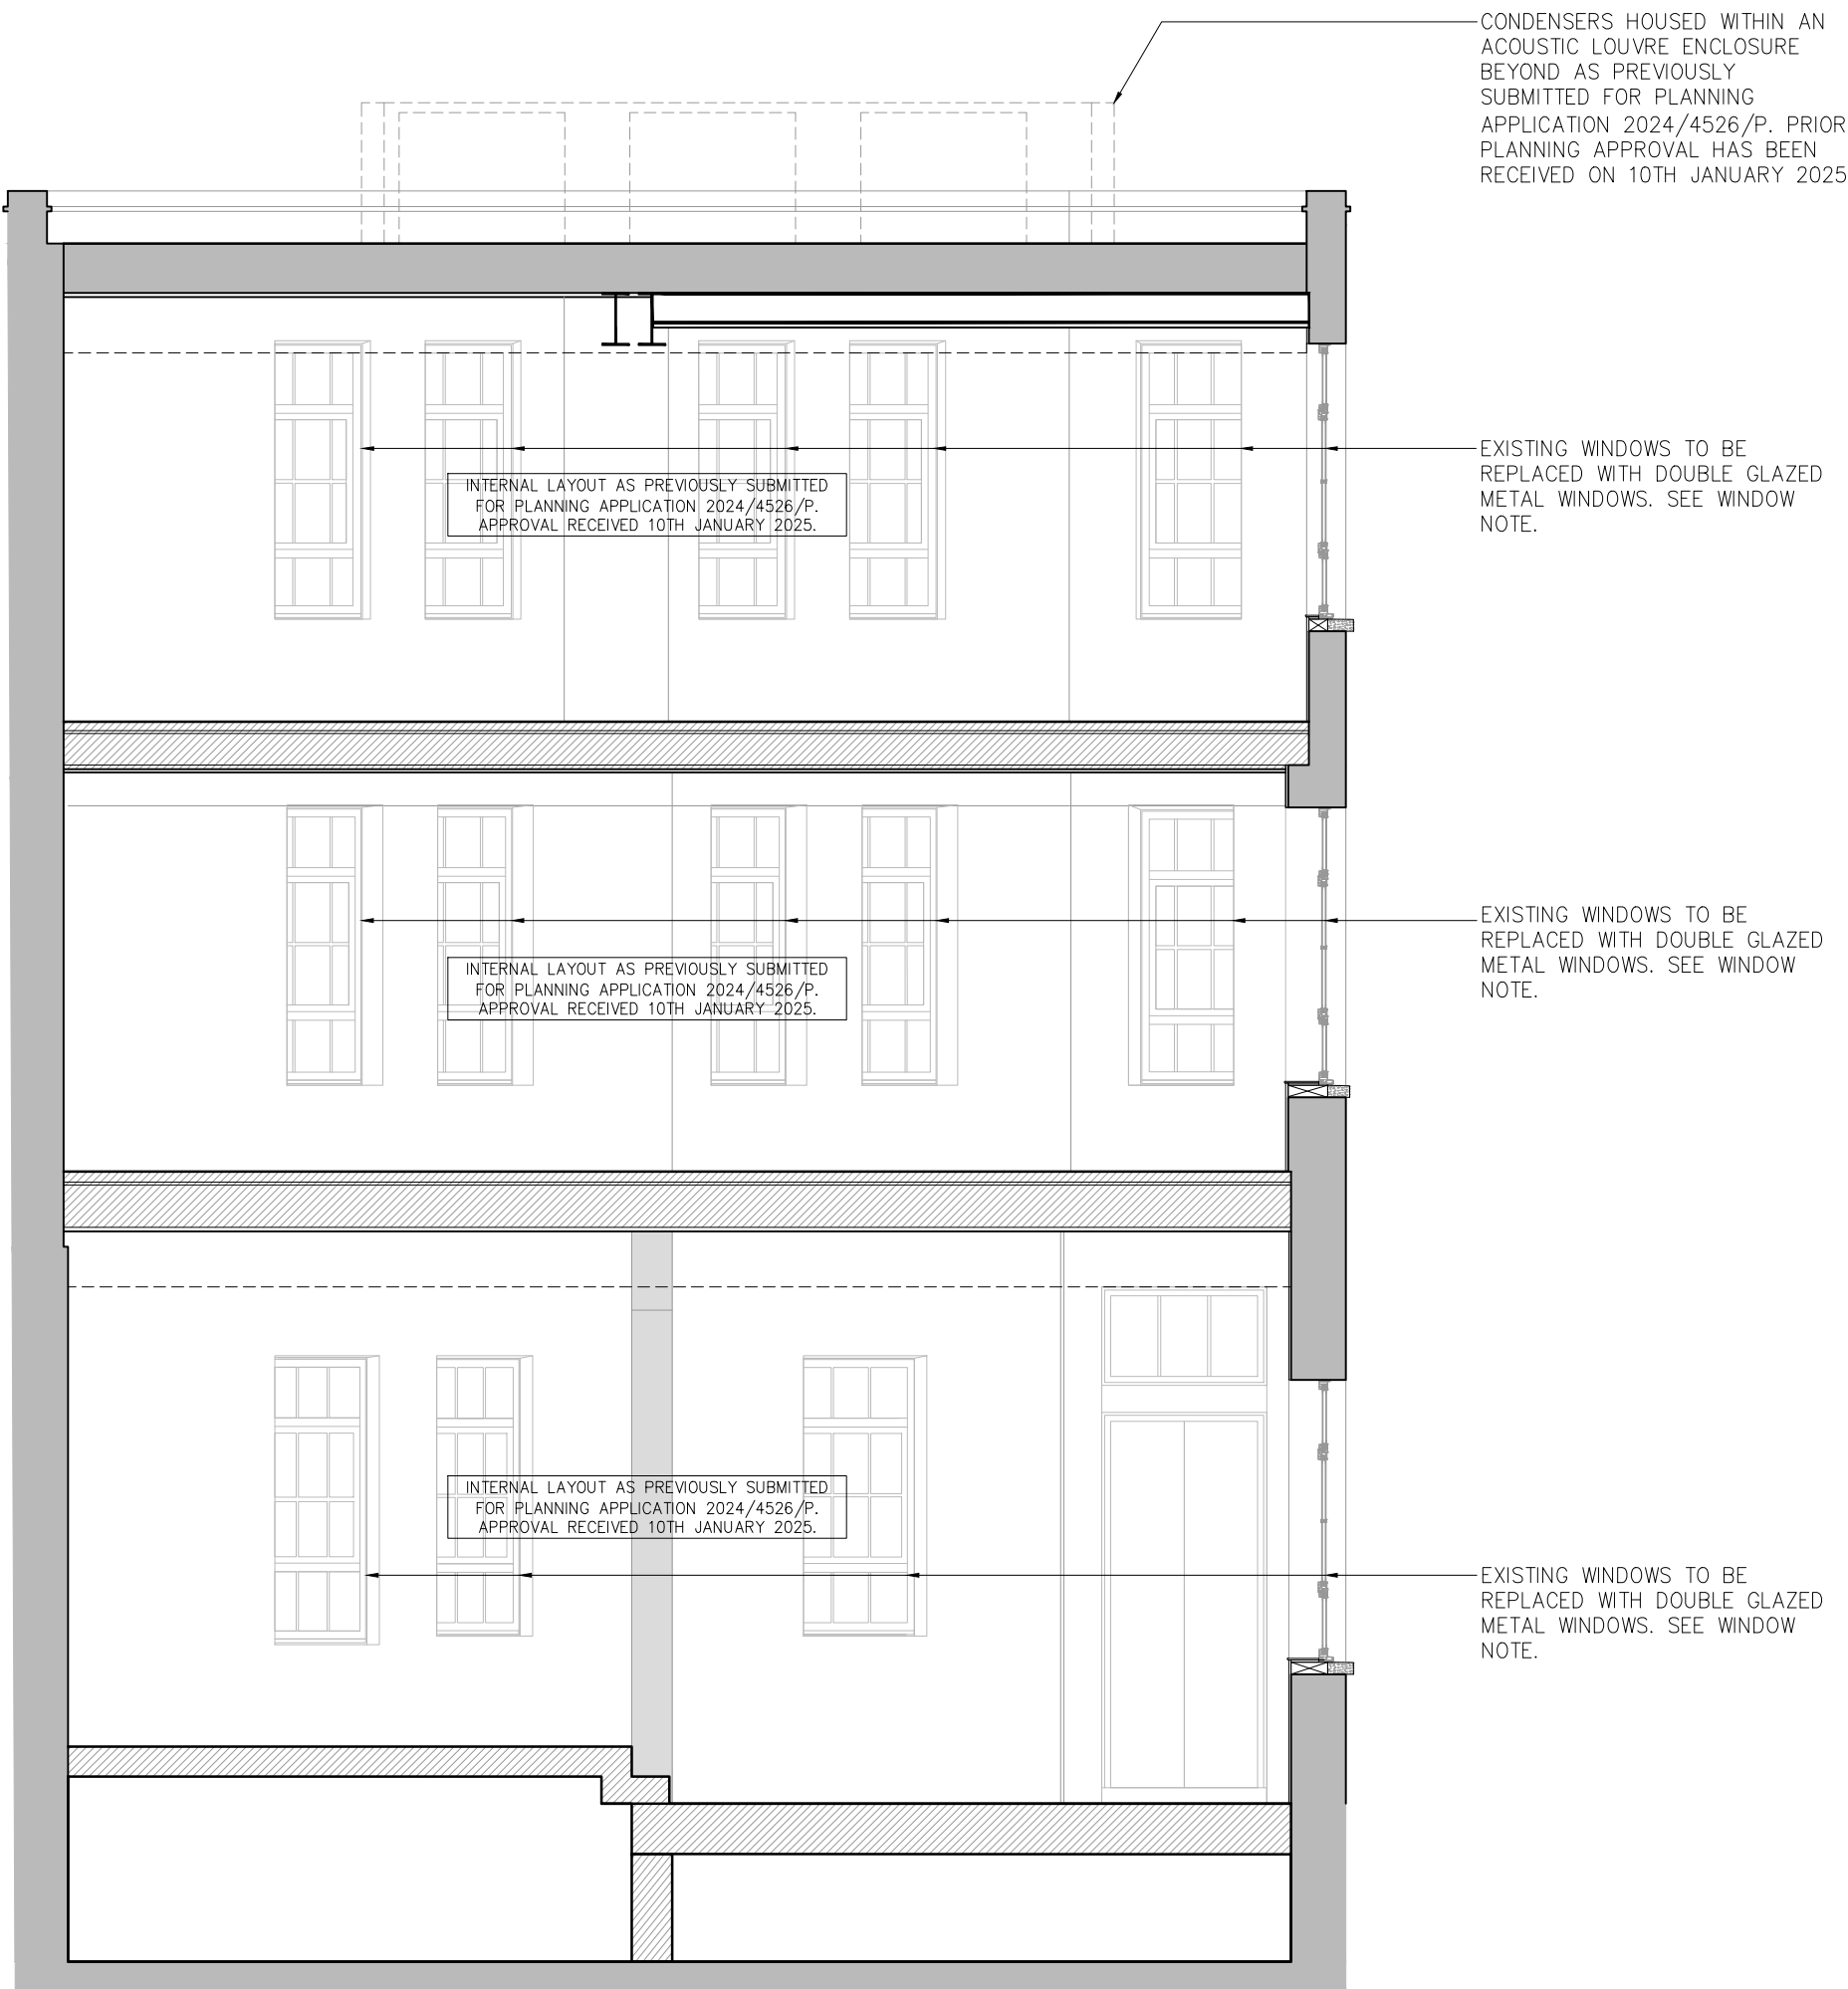 CONDENSERS HOUSED WITHIN AN
ACOUSTIC LOUVRE ENCLOSURE
BEYOND AS PREVIOUSLY
SUBMITTED FOR PLANNING
APPLICATION 2024/4526/P. PRIOR
PLANNING APPROVAL HAS BEEN
RECEIVED ON 10TH JANUARY 2025
EXISTING WINDOWS TO BE
REPLACED WITH DOUBLE GLAZED
METAL WINDOWS. SEE WINDOW
NOTE.
INTERNAL LAYOUT AS PREVIOUSLY SUBMITTED
FOR PLANNING APPLICATION 2024/4526/P.
APPROVAL RECEIVED 10TH JANUARY 2025.
EXISTING WINDOWS TO BE
REPLACED WITH DOUBLE GLAZED
METAL WINDOWS. SEE WINDOW
NOTE.
INTERNAL LAYOUT AS PREVIOUSLY SUBMITTED
FOR PLANNING APPLICATION 2024/4526/P.
APPROVAL RECEIVED 10TH JANUARY 2025.
INTERNAL LAYOUT AS PREVIOUSLY SUBMITTED
FOR PLANNING APPLICATION 2024/4526/P.
APPROVAL RECEIVED 10TH JANUARY 2025.
EXISTING WINDOWS TO BE
REPLACED WITH DOUBLE GLAZED
METAL WINDOWS. SEE WINDOW
NOTE.